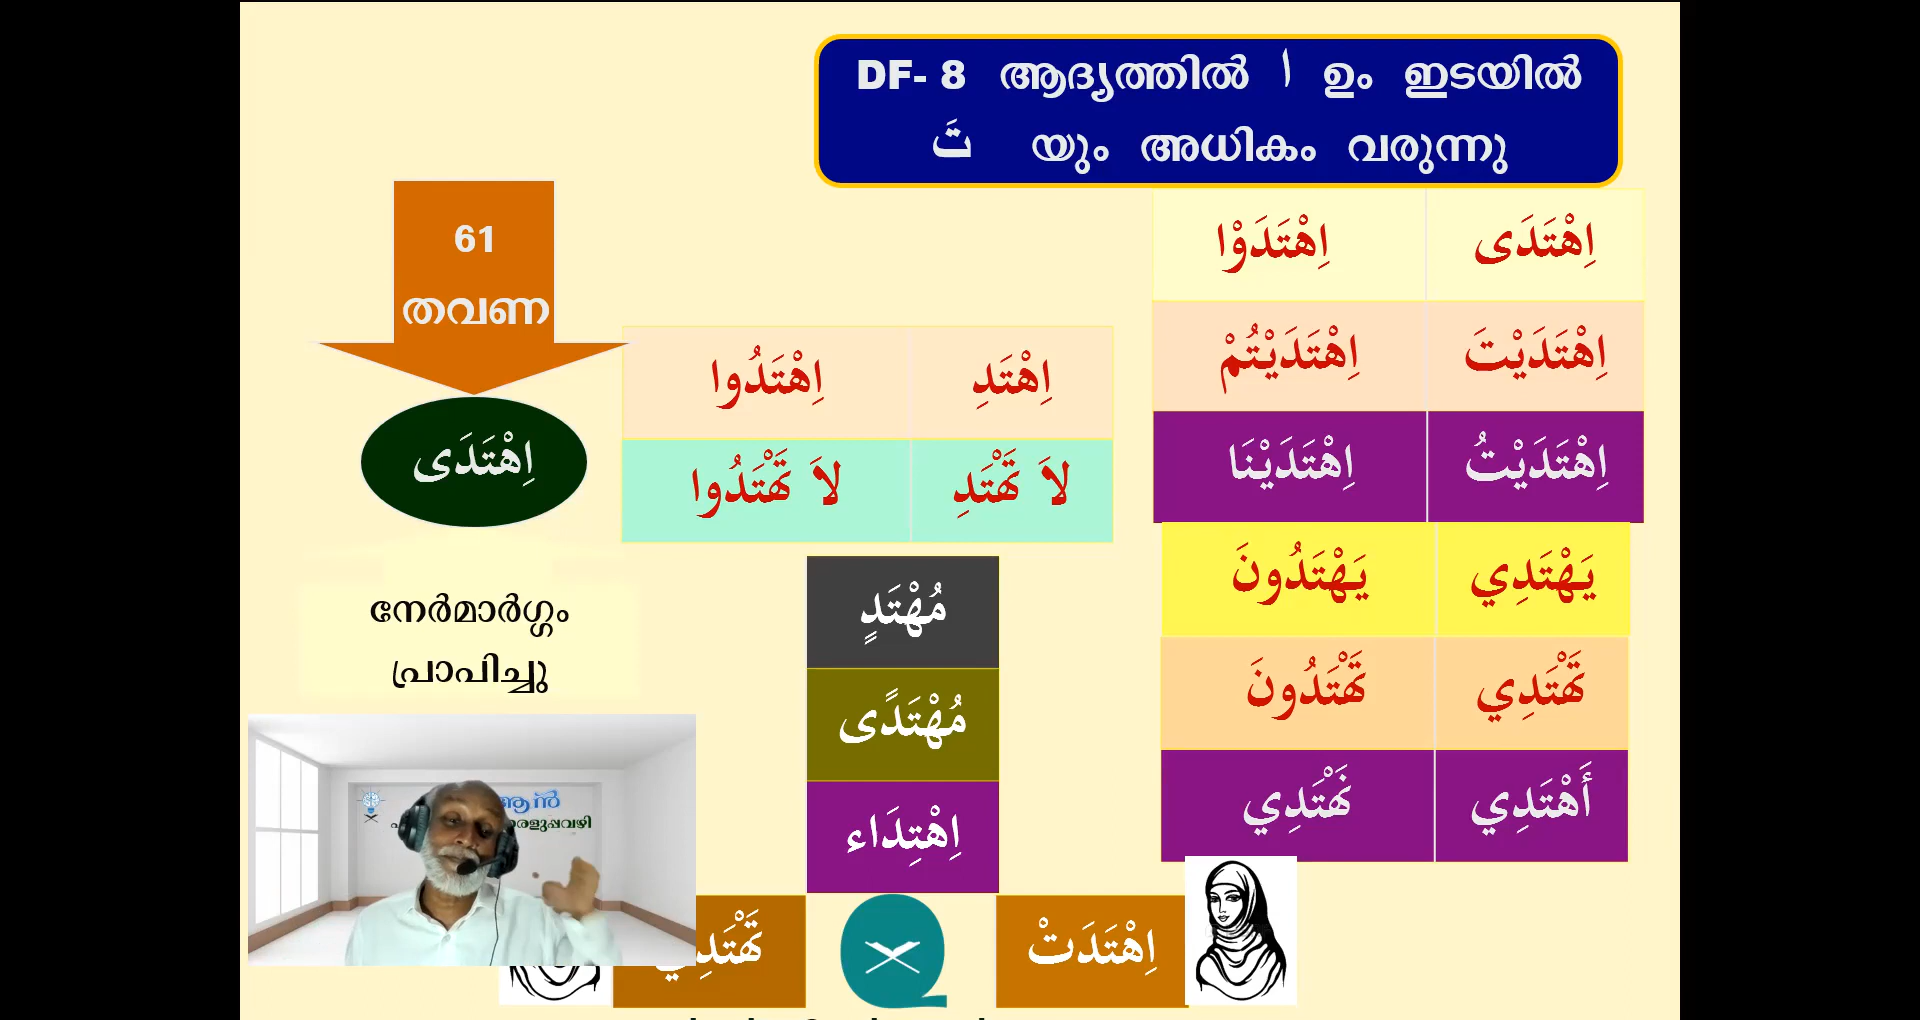 DF- 8 ആദ്യത്തിൽ ا ഉം ഇടയിൽ
تَ യും അധികം വരുന്നു
61
തവണ
اِهْتَدَى
നേർമാർഗ്ഗം
പ്രാപിച്ചു
اِهْتَدَى اِهْتَدَوْا
اِهْتَدَيْتَ اِهْتَدَيْتُمْ
اِهْتَدَيْتُ اِهْتَدَيْنَا
يَهْتَدِي يَهْتَدُونَ
تَهْتَدِي تَهْتَدُونَ
أَهْتَدِي نَهْتَدِي
اِهْتَدِ اِهْتَدُوا
لاَ تَهْتَدِ لاَ تَهْتَدُوا
مُهْتَدٍ
مُهْتَدًى
اِهْتِدَاء
اِهْتَدَتْ
تَهْتَدِي